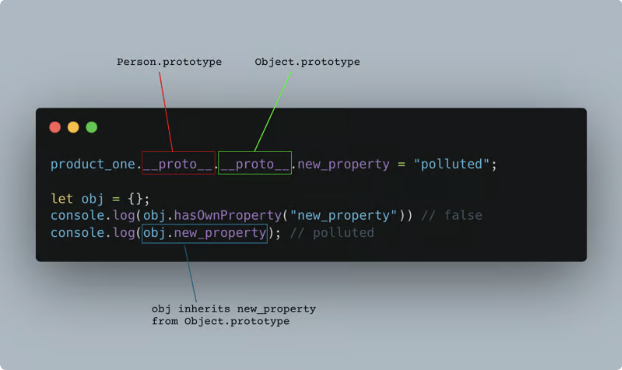 Person.prototype
Object.prototype
product_one.__proto__.__proto__.new_property = "polluted";
let obj = {};
console.log(obj.hasOwnProperty("new_property")) // false
console.log(obj.new_property); // polluted
obj inherits new_property
from Object.prototype